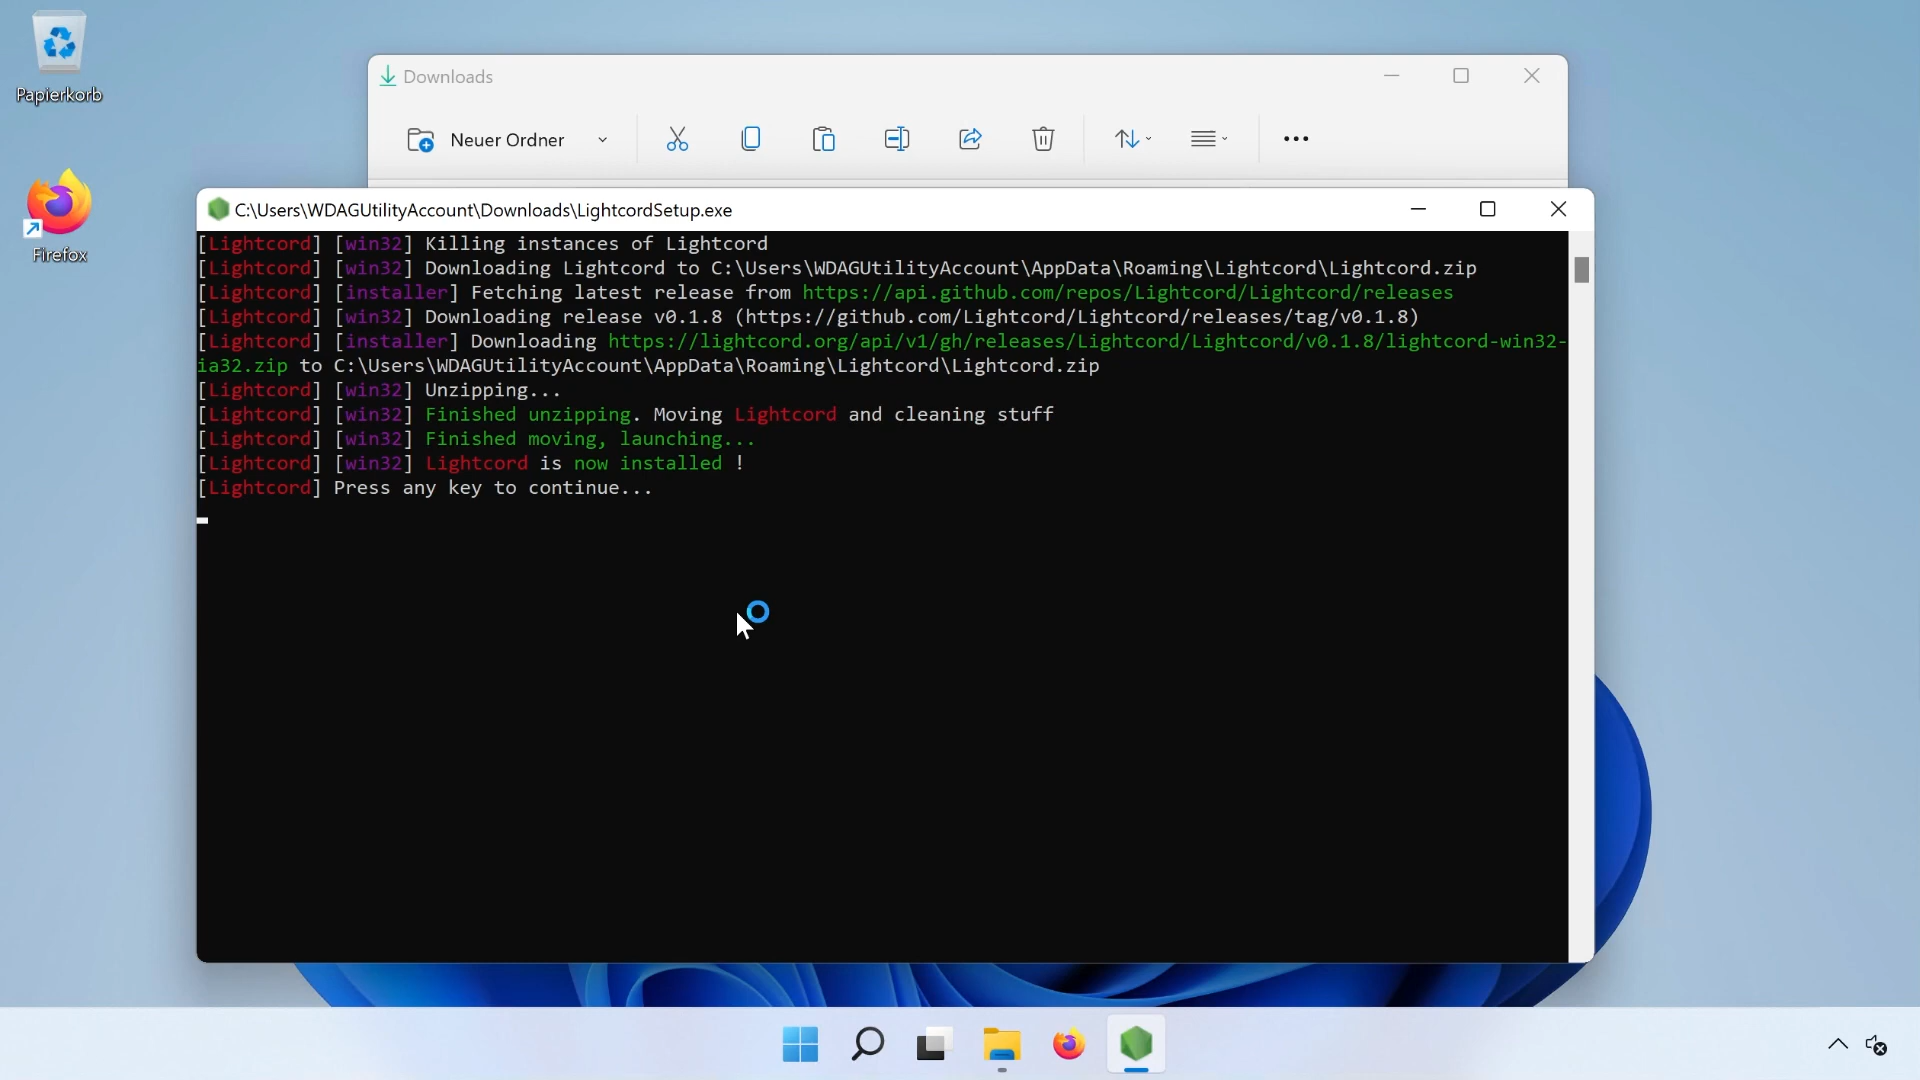 Papierkorb
Firefox
Downloads
Neuer Ordner
C:\Users\WDAGUtilityAccount\Downloads\LightcordSetup.exe
[Lightcord] [win32] Killing instances of Lightcord
[Lightcord] [win32] Downloading Lightcord to C:\Users\WDAGUtilityAccount\AppData\Roaming\Lightcord\Lightcord.zip
[Lightcord] [installer] Fetching latest release from https://api.github.com/repos/Lightcord/Lightcord/releases
[Lightcord] [win32] Downloading release v0.1.8 (https://github.com/Lightcord/Lightcord/releases/tag/v0.1.8)
[Lightcord] [installer] Downloading https://lightcord.org/api/v1/gh/releases/Lightcord/Lightcord/v0.1.8/lightcord-win32-
ia32.zip to C:\Users\WDAGUtilityAccount\AppData\Roaming\Lightcord\Lightcord.zip
[Lightcord] [win32] Unzipping...
[Lightcord] [win32] Finished unzipping. Moving Lightcord and cleaning stuff
[Lightcord] [win32] Finished moving, launching...
[Lightcord] [win32] Lightcord is now installed !
[Lightcord] Press any key to continue...